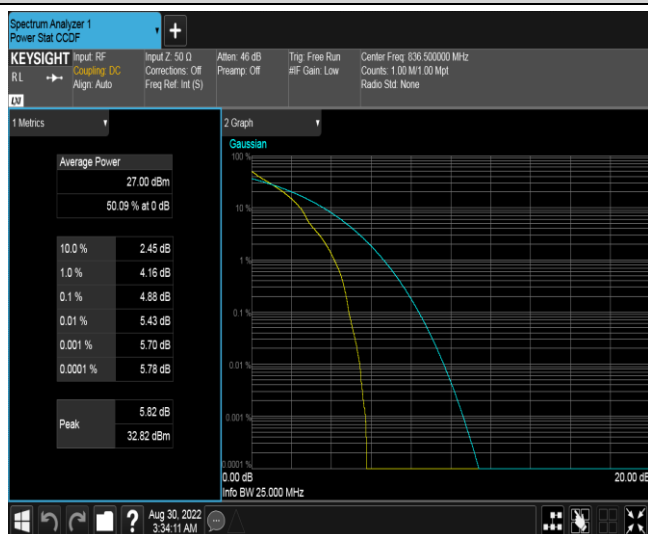 Spectrum Analyzer 1
Power Stat CCDF
+
KEYSIGHT
RL
LXI
Input: RF
Coupling: DC
Align: Auto
Input Z: 50 Ω
Corrections: Off
Freq Ref: Int (S)
Atten: 46 dB
Preamp: Off
Trig: Free Run
#IF Gain: Low
Center Freq: 836.500000 MHz
Counts: 1.00 M/1.00 Mpt
Radio Std: None
1 Metrics
Average Power
27.00 dBm
50.09 % at 0 dB
10.0 % 2.45 dB
1.0 % 4.16 dB
0.1 % 4.88 dB
0.01 % 5.43 dB
0.001 % 5.70 dB
0.0001 % 5.78 dB
Peak
5.82 dB
32.82 dBm
2 Graph
Gaussian
100 %
10 %
1 %
0.1 %
0.01 %
0.001 %
0.0001 %
0.00 dB
20.00 dB
Info BW 25.000 MHz
?
Aug 30, 2022
3:34:11 AM